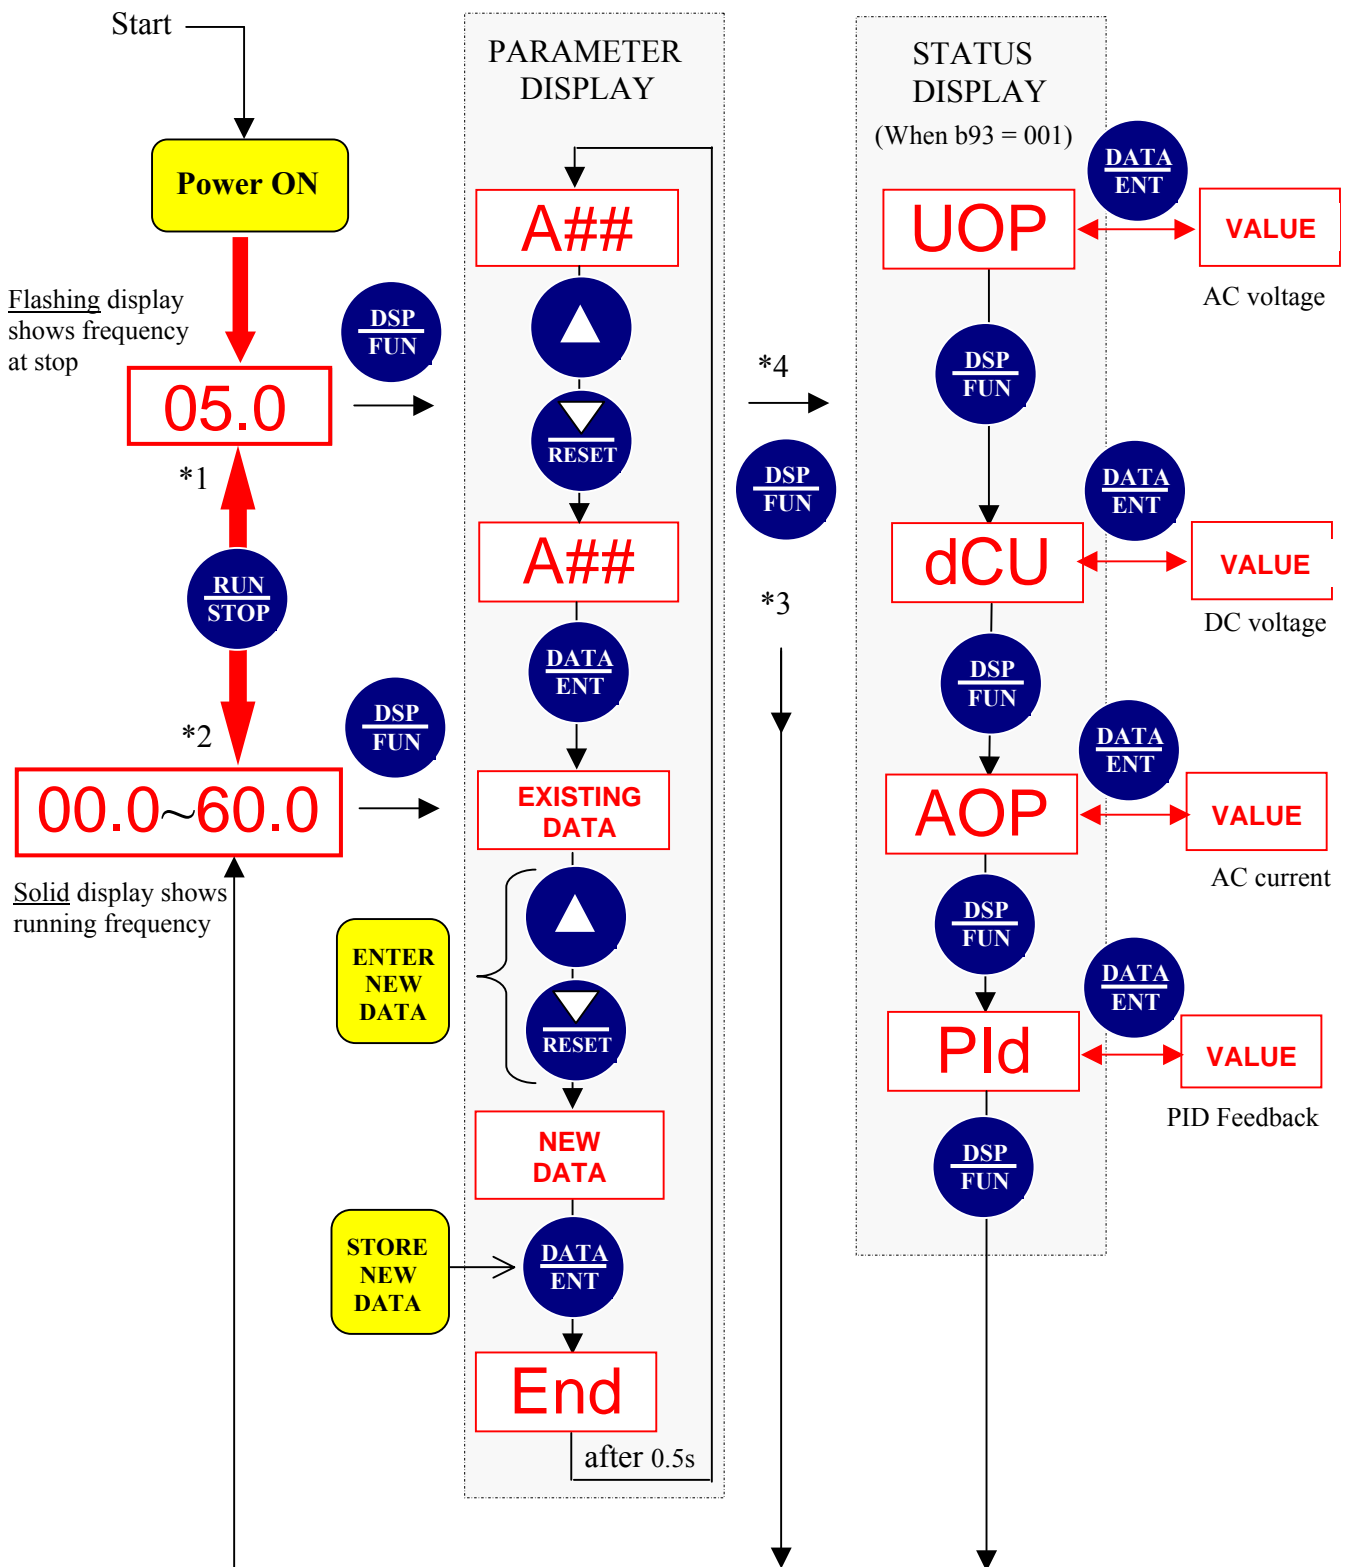 Start
Power ON
Flashing display
shows frequency
at stop
05.0
*1
RUN
STOP
*2
00.0~60.0
Solid display shows
running frequency
DSP
FUN
DSP
FUN
PARAMETER
DISPLAY
A##
RESET
A##
DATA
ENT
EXISTING
DATA
ENTER
NEW
DATA
RESET
NEW
DATA
STORE
NEW
DATA
DATA
ENT
End
after 0.5s
*4
DSP
FUN
*3
STATUS
DISPLAY
(When b93 = 001)
UOP
DATA
ENT
VALUE
AC voltage
DSP
FUN
dCU
DATA
ENT
VALUE
DC voltage
DSP
FUN
AOP
DATA
ENT
VALUE
AC current
DSP
FUN
PId
DATA
ENT
VALUE
PID Feedback
DSP
FUN